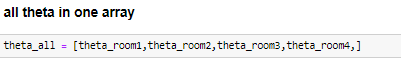 all theta in one array
theta_all = [theta_room1,theta_room2,theta_room3,theta_room4,]